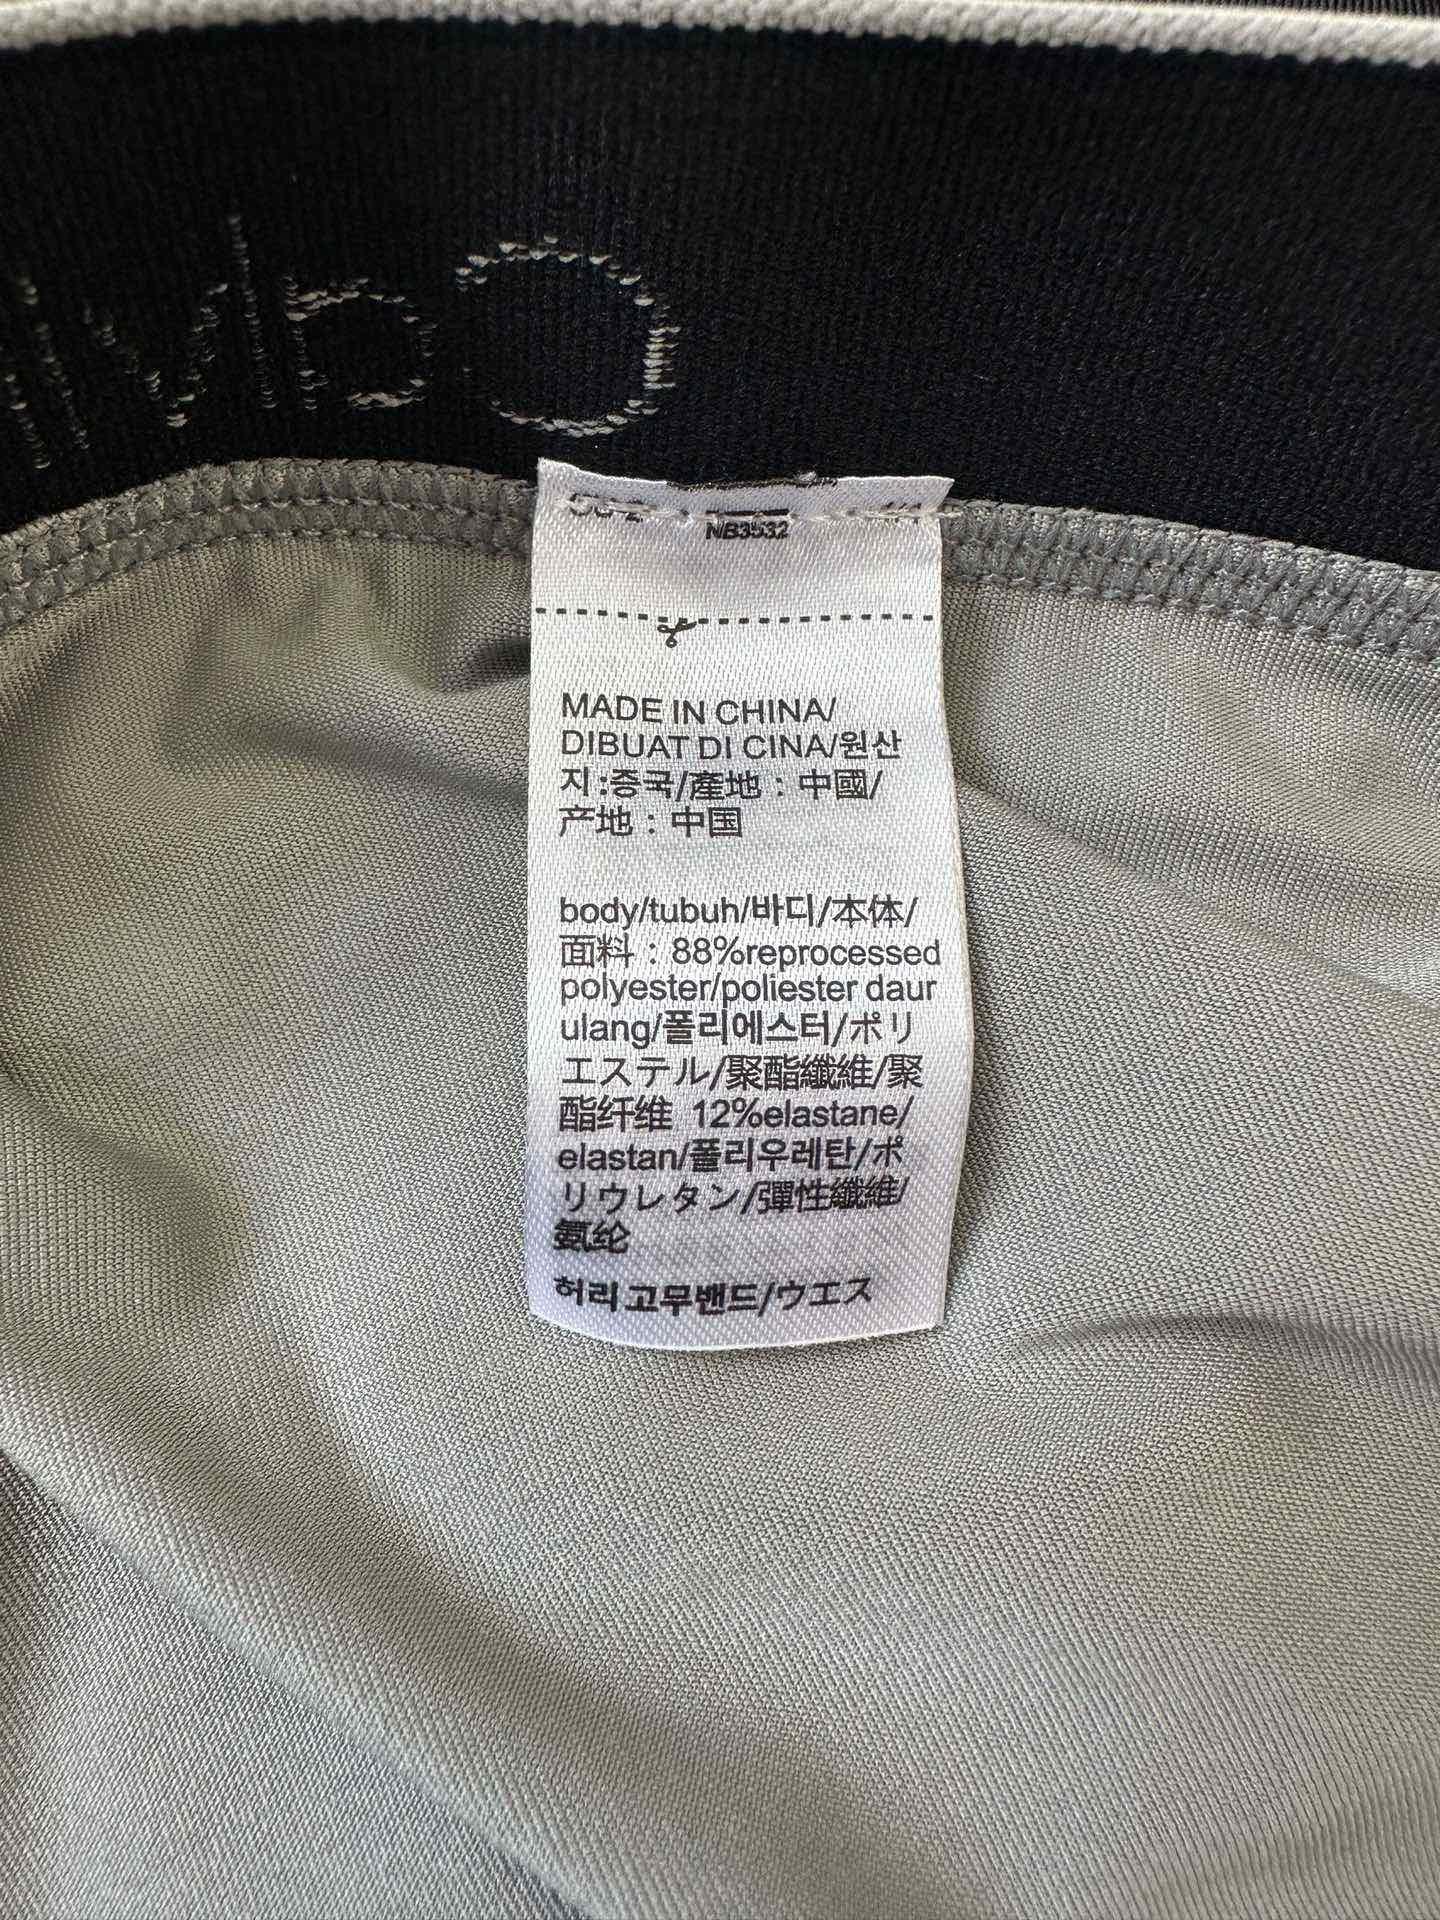 NB3532
MADE IN CHINA/
DIBUAT DI CINA/원산
지:중국/產地：中國/
产地：中国
body/tubuh/바디/本体/
面料：88%reprocessed
polyester/poliester daur
ulang/폴리에스터/ポリ
エステル/聚酯纖維/聚
酯纤维 12%elastane/
elastan/폴리우레탄/ポ
リウレタン/彈性纖維/
氨纶
허리고무밴드/ウエス